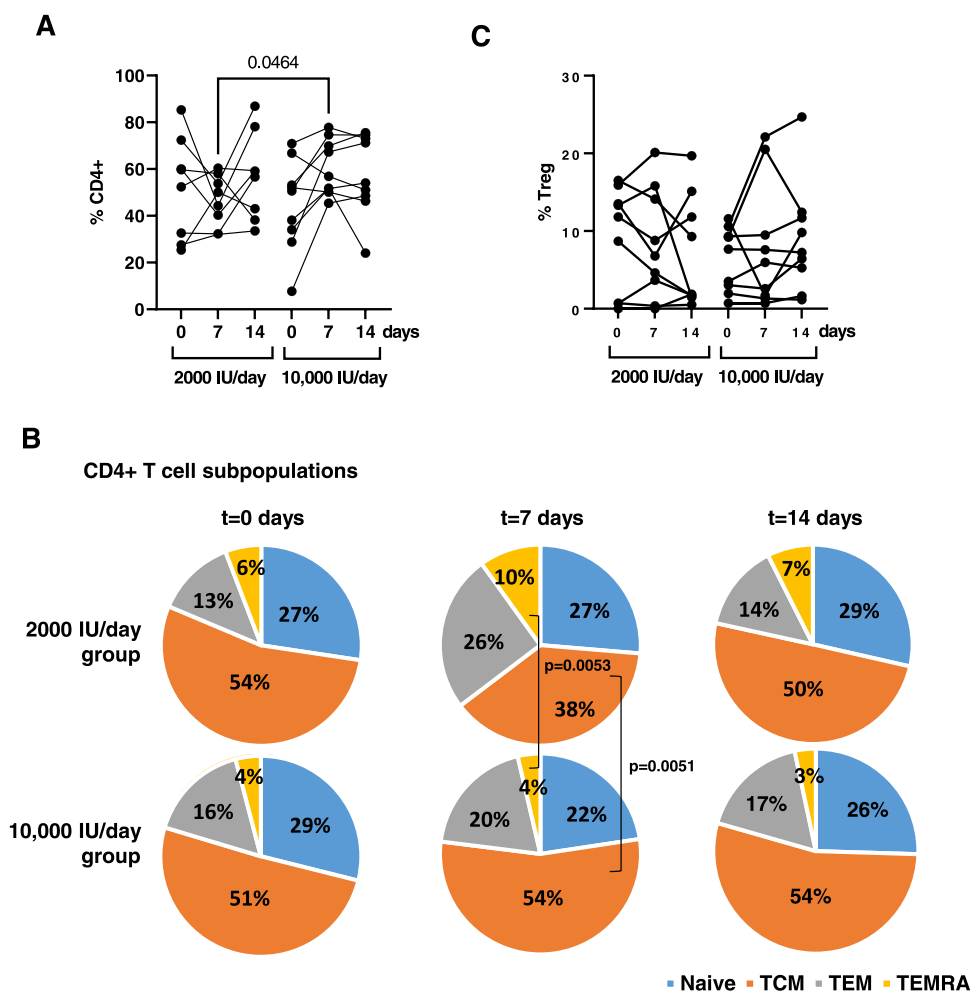 A
0.0464
100
80
60
40
20
0
% CD4+
0 7 14 0 7 14 days
2000 IU/day 10,000 IU/day
C
30
20
10
0
% Treg
0 7 14 0 7 14 days
2000 IU/day 10,000 IU/day
B
CD4+ T cell subpopulations
t=0 days t=7 days t=14 days
2000 IU/day
group
6%
13%
27%
54%
10%
27%
26%
38%
7%
14%
29%
50%
p=0.0053
p=0.0051
10,000 IU/day
group
4%
16%
29%
51%
4%
20%
22%
54%
3%
17%
26%
54%
Naive TCM TEM TEMRA